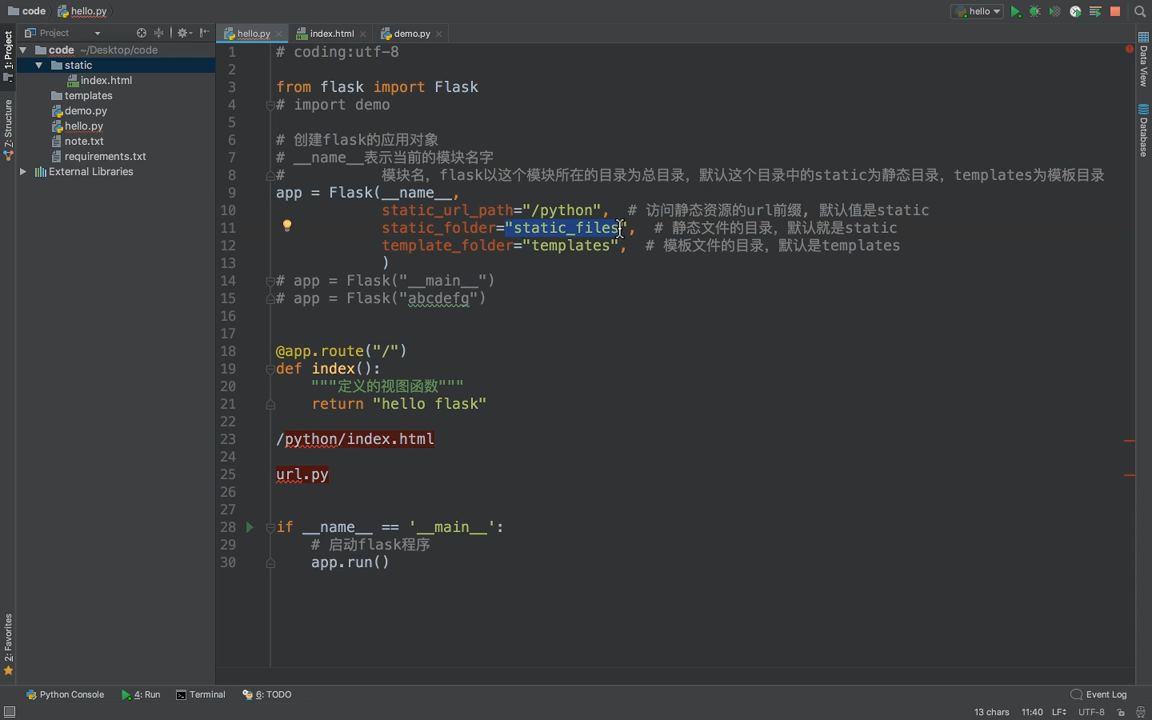 code hello.py hello
1: Project
Z: Structure
2: Favorites
Project
code ~/Desktop/code
static
index.html
templates
demo.py
hello.py
note.txt
requirements.txt
External Libraries
hello.py index.html demo.py
1 # coding:utf-8
2
3 from flask import Flask
4 # import demo
5
6 # 创建flask的应用对象
7 # __name__表示当前的模块名字
8 # 模块名，flask以这个模块所在的目录为总目录，默认这个目录中的static为静态目录，templates为模板目录
9 app = Flask(__name__,
10 static_url_path="/python", # 访问静态资源的url前缀, 默认值是static
11 static_folder="static_files", # 静态文件的目录，默认就是static
12 template_folder="templates", # 模板文件的目录，默认是templates
13 )
14 # app = Flask("__main__")
15 # app = Flask("abcdefg")
16
17
18 @app.route("/")
19 def index():
20 """定义的视图函数"""
21 return "hello flask"
22
23 /python/index.html
24
25 url.py
26
27
28 if __name__ == '__main__':
29 # 启动flask程序
30 app.run()
Data View
Database
Python Console 4: Run Terminal 6: TODO Event Log
13 chars 11:40 LF UTF-8